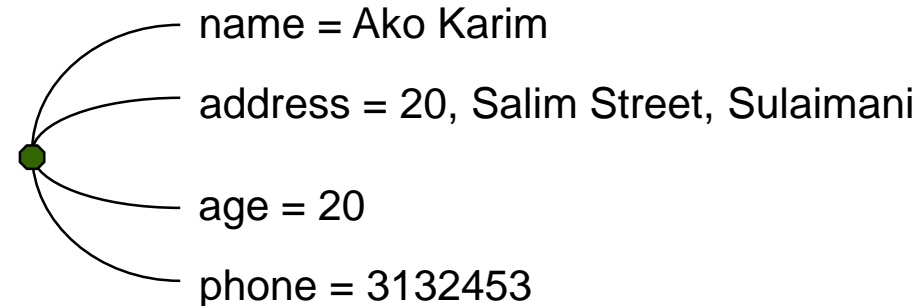 name = Ako Karim
address = 20, Salim Street, Sulaimani
age = 20
phone = 3132453